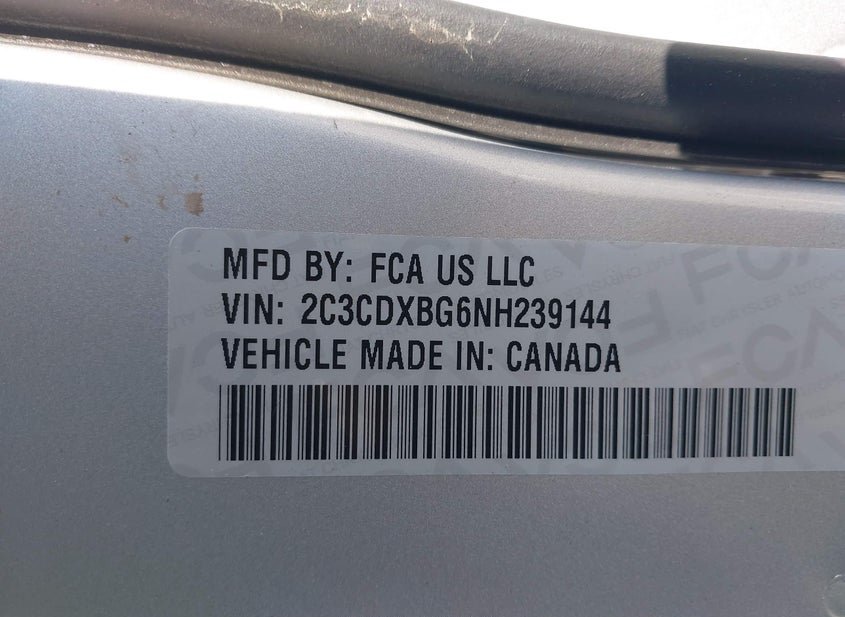 MFD BY: FCA US LLC
VIN: 2C3CDXBG6NH239144
VEHICLE MADE IN: CANADA